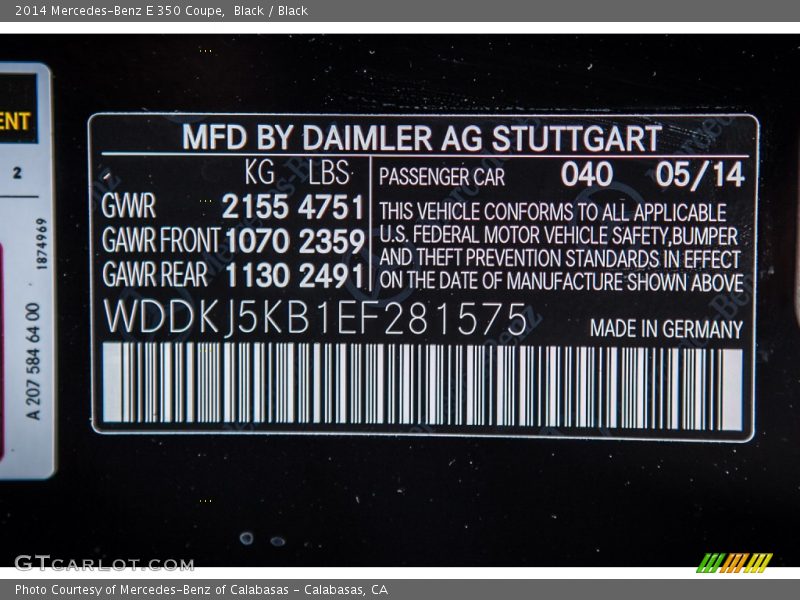 2014 Mercedes-Benz E 350 Coupe, Black / Black
ENT
2
1874969
A 207 584 64 00
MFD BY DAIMLER AG STUTTGART
KG LBS
GWR 2155 4751
GAWR FRONT 1070 2359
GAWR REAR 1130 2491
PASSENGER CAR 040 05/14
THIS VEHICLE CONFORMS TO ALL APPLICABLE
U.S. FEDERAL MOTOR VEHICLE SAFETY,BUMPER
AND THEFT PREVENTION STANDARDS IN EFFECT
ON THE DATE OF MANUFACTURE SHOWN ABOVE
WDDKJ5KB1EF281575
MADE IN GERMANY
GTCARLOT.COM
Photo Courtesy of Mercedes-Benz of Calabasas - Calabasas, CA